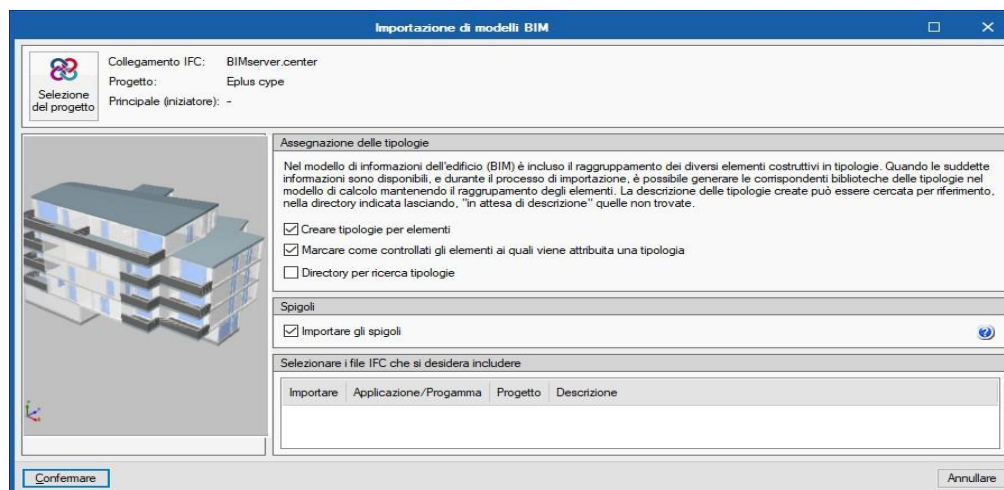 Importazione di modelli BIM
Selezione
del progetto
Collegamento IFC: BIMserver.center
Progetto: Eplus cype
Principale (iniziatore): -
Assegnazione delle tipologie
Nel modello di informazioni dell'edificio (BIM) è incluso il raggruppamento dei diversi elementi costruttivi in tipologie. Quando le suddette
informazioni sono disponibili, e durante il processo di importazione, è possibile generare le corrispondenti biblioteche delle tipologie nel
modello di calcolo mantenendo il raggrupamento degli elementi. La descrizione delle tipologie create può essere cercata per riferimento,
nella directory indicata lasciando, "in attesa di descrizione" quelle non trovate.
Creare tipologie per elementi
Marcare come controllati gli elementi ai quali viene attribuita una tipologia
Directory per ricerca tipologie
Spigoli
Importare gli spigoli
Selezionare i file IFC che si desidera includere
Importare Applicazione/Progamma Progetto Descrizione
Confermare
Annullare